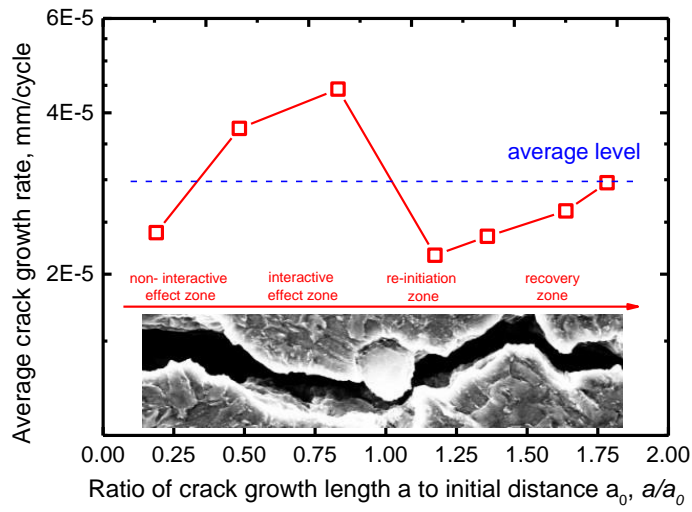 6E-5
4E-5
2E-5
Average crack growth rate, mm/cycle
average level
non- interactive effect zone
interactive effect zone
re-initiation zone
recovery zone
0.00 0.25 0.50 0.75 1.00 1.25 1.50 1.75 2.00
Ratio of crack growth length a to initial distance a₀, a/a₀